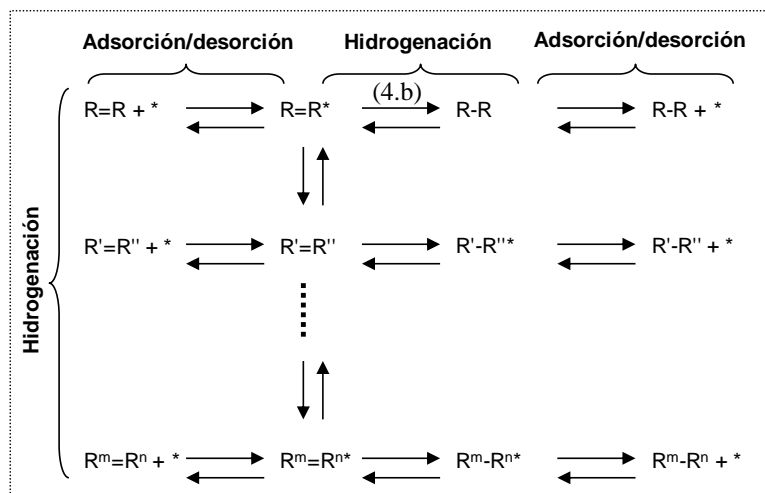 Adsorción/desorción Hidrogenación Adsorción/desorción
(4.b)
R=R + * R=R* R-R R-R + *
Hidrogenación
R'=R'' + * R'=R'' R'-R''* R'-R'' + *
Rᵐ=Rⁿ + * Rᵐ=Rⁿ* Rᵐ-Rⁿ* Rᵐ-Rⁿ + *